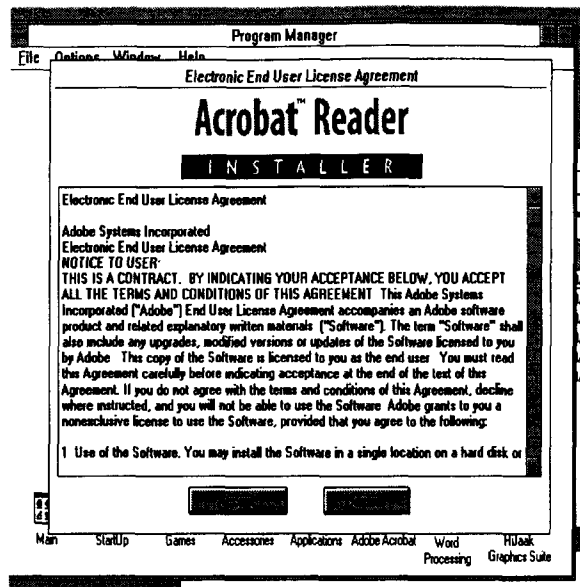 Program Manager
File Options Window Help
Electronic End User License Agreement
Acrobat™ Reader
INSTALLER
Electronic End User License Agreement
Adobe Systems Incorporated
Electronic End User License Agreement
NOTICE TO USER:
THIS IS A CONTRACT. BY INDICATING YOUR ACCEPTANCE BELOW, YOU ACCEPT
ALL THE TERMS AND CONDITIONS OF THIS AGREEMENT This Adobe Systems
Incorporated ("Adobe") End User License Agreement accompanies an Adobe software
product and related explanatory written materials ("Software"). The term "Software" shall
also include any upgrades, modified versions or updates of the Software licensed to you
by Adobe This copy of the Software is licensed to you as the end user You must read
this Agreement carefully before indicating acceptance at the end of the text of this
Agreement. If you do not agree with the terms and conditions of this Agreement, decline
where instructed, and you will not be able to use the Software Adobe grants to you a
nonexclusive license to use the Software, provided that you agree to the following:
1 Use of the Software. You may install the Software in a single location on a hard disk or
Main StartUp Games Accessories Applications Adobe Acrobat Word HiJaak
Processing Graphics Suite